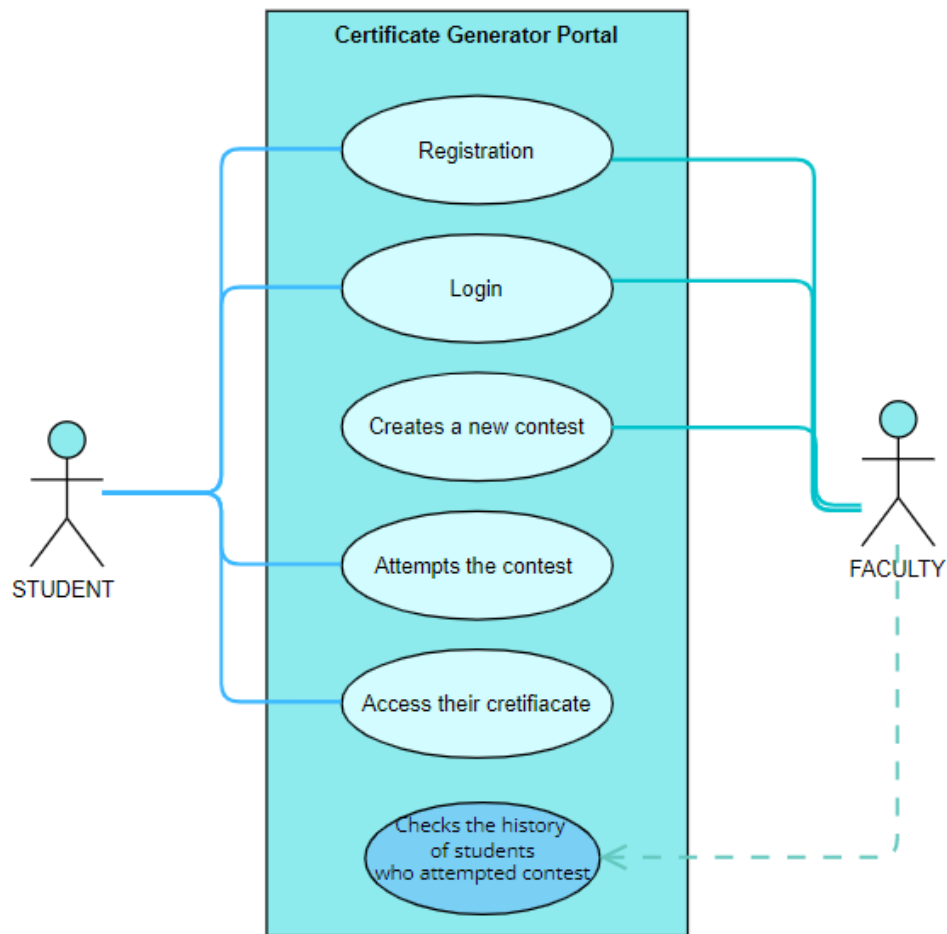 Certificate Generator Portal
Registration
Login
Creates a new contest
Attempts the contest
STUDENT
FACULTY
Access their cretifiacate
Checks the history
of students
who attempted contest